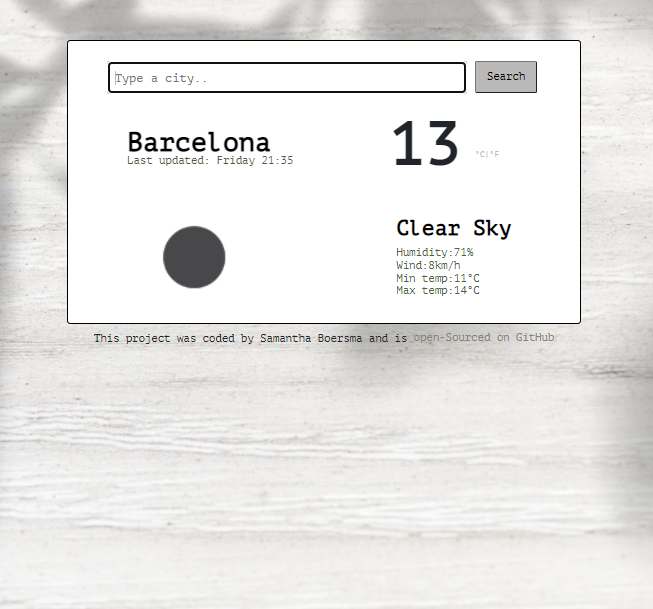 Type a city..
Search
Barcelona
Last updated: Friday 21:35
13
°C|°F
Clear Sky
Humidity:71%
Wind:8km/h
Min temp:11°C
Max temp:14°C
This project was coded by Samantha Boersma and is open-Sourced on GitHub